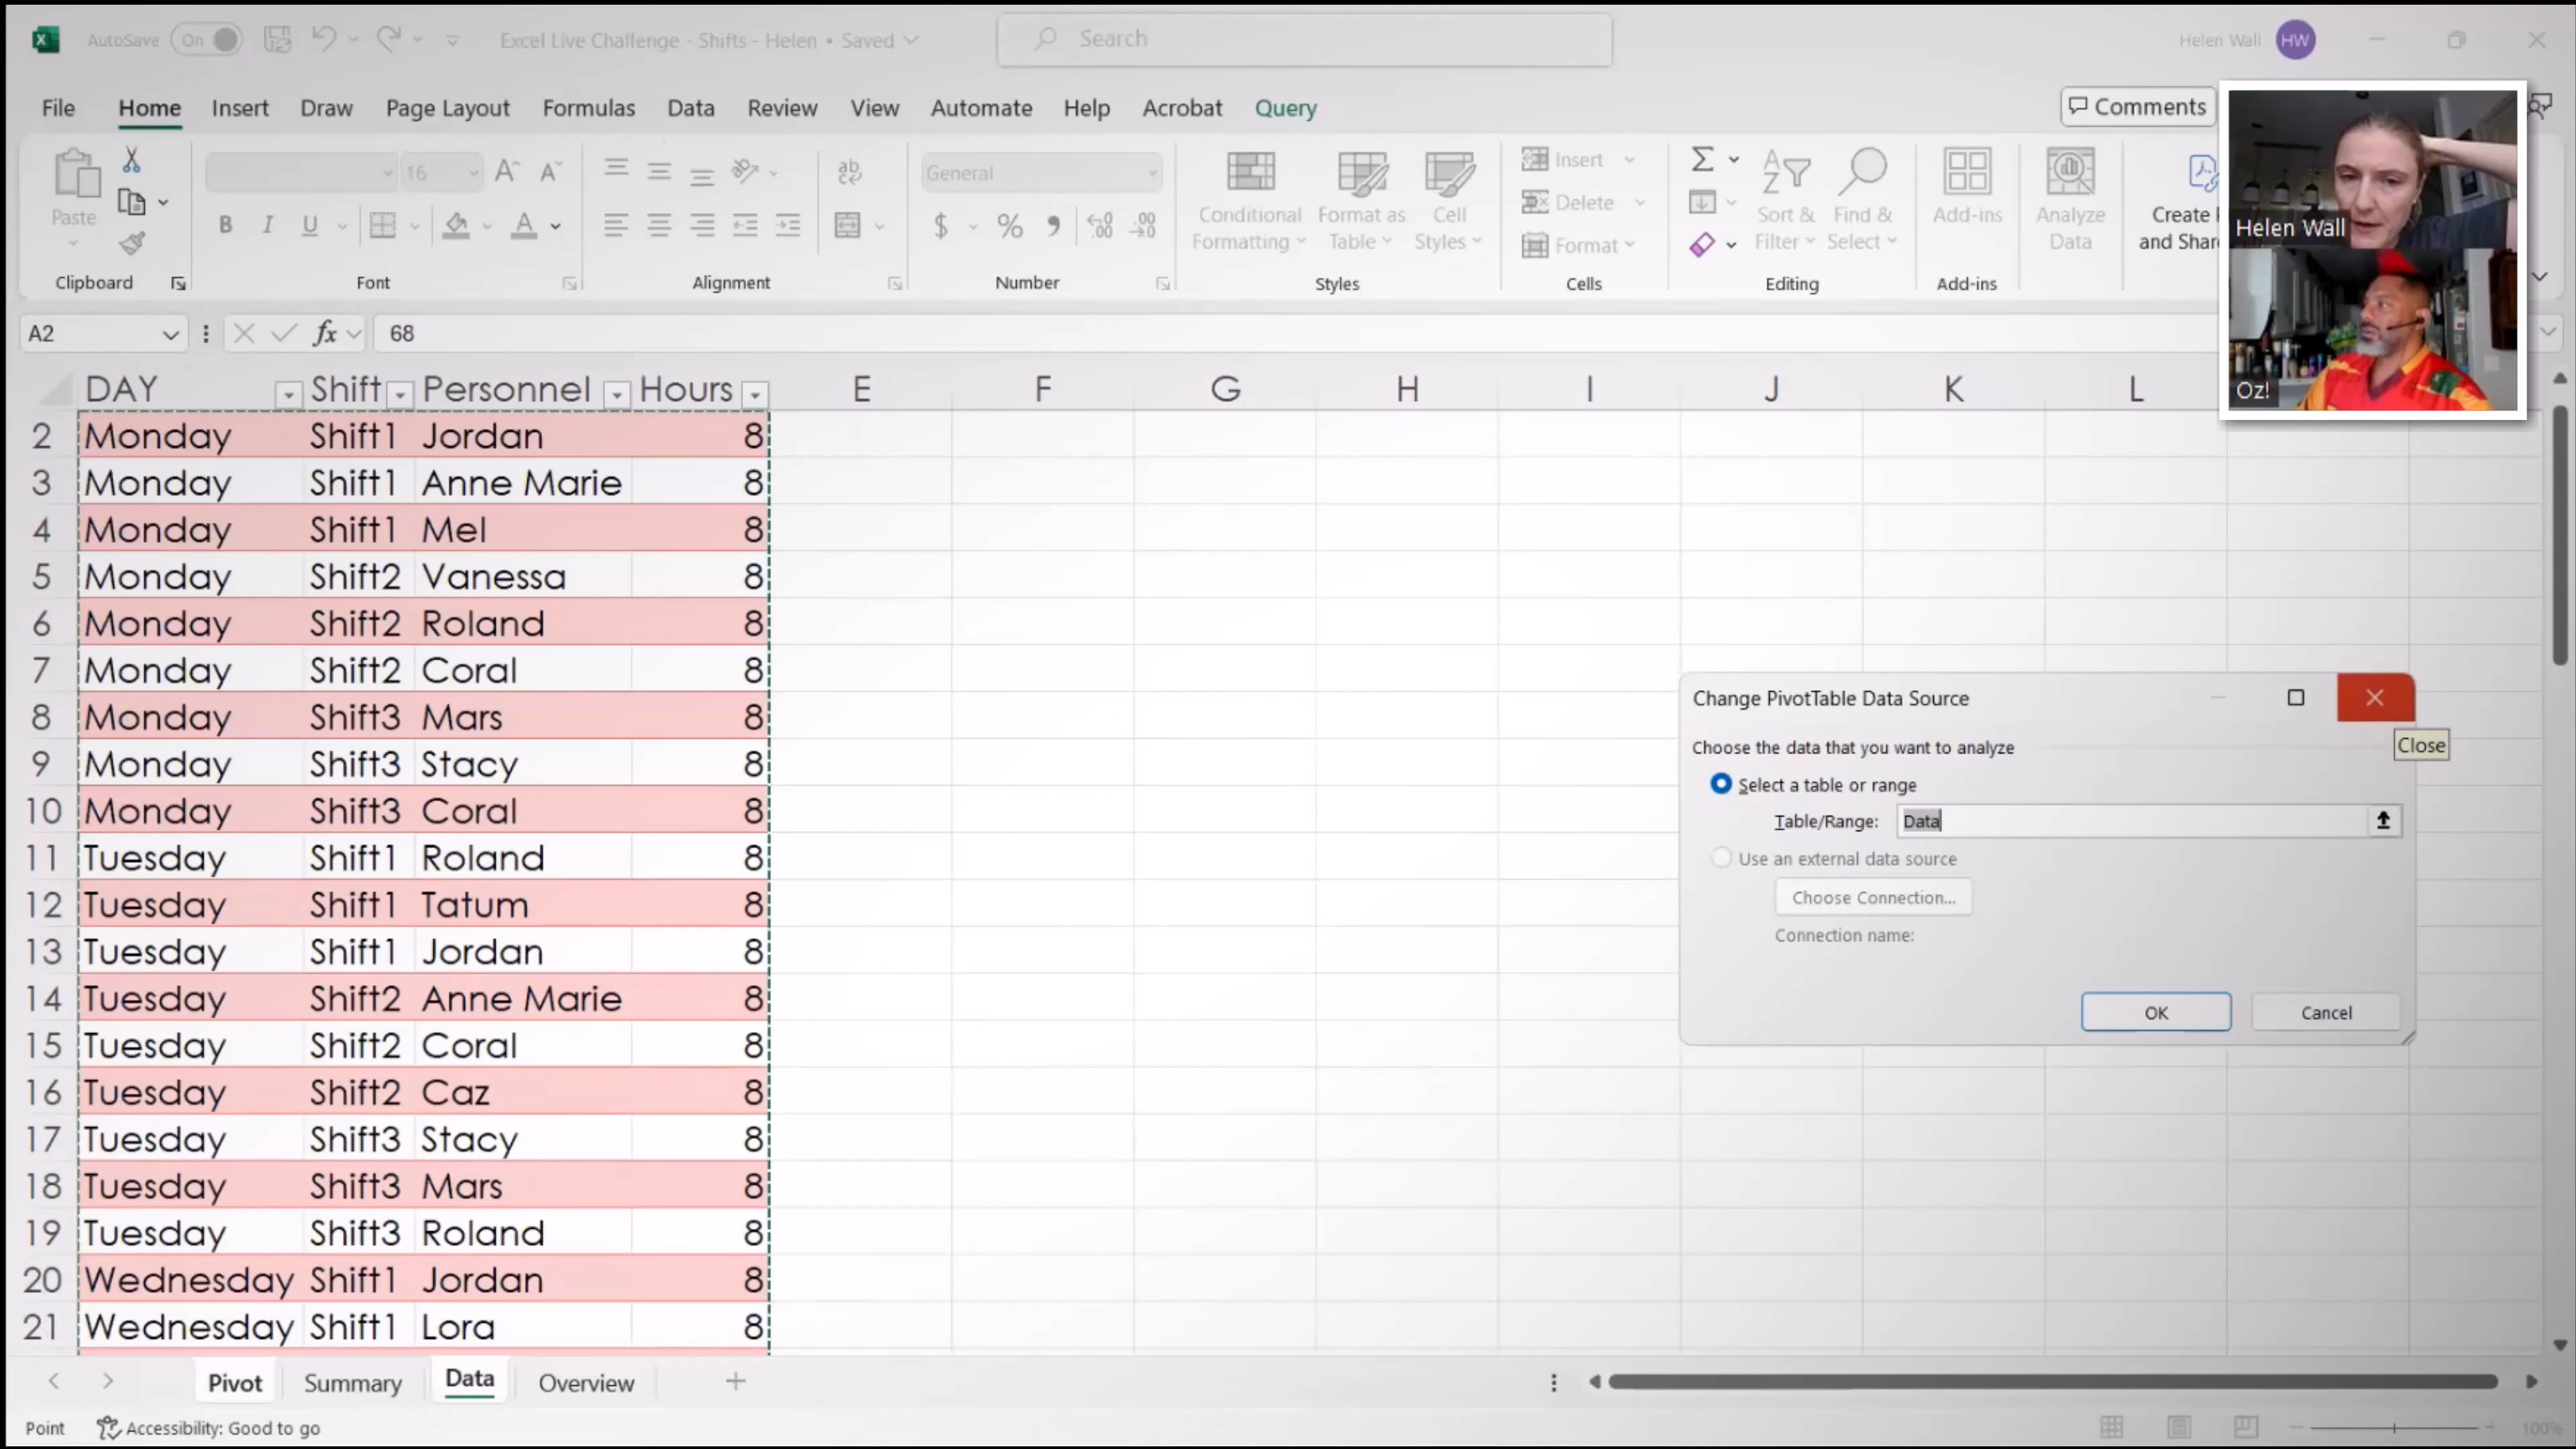 AutoSave On Excel Live Challenge - Shifts - Helen • Saved Search Helen Wall HW
File Home Insert Draw Page Layout Formulas Data Review View Automate Help Acrobat Query Comments
16 General Insert
Paste Conditional Formatting Format as Table Cell Styles Delete Sort & Filter Find & Select Add-ins Analyze Data Create
B I U $ % Format and
Clipboard Font Alignment Number Styles Cells Editing Add-ins
Helen Wall
Oz!
A2 fx 68
DAY Shift Personnel Hours E F G H I J K L
2 Monday Shift1 Jordan 8
3 Monday Shift1 Anne Marie 8
4 Monday Shift1 Mel 8
5 Monday Shift2 Vanessa 8
6 Monday Shift2 Roland 8
7 Monday Shift2 Coral 8
8 Monday Shift3 Mars 8
9 Monday Shift3 Stacy 8
10 Monday Shift3 Coral 8
11 Tuesday Shift1 Roland 8
12 Tuesday Shift1 Tatum 8
13 Tuesday Shift1 Jordan 8
14 Tuesday Shift2 Anne Marie 8
15 Tuesday Shift2 Coral 8
16 Tuesday Shift2 Caz 8
17 Tuesday Shift3 Stacy 8
18 Tuesday Shift3 Mars 8
19 Tuesday Shift3 Roland 8
20 Wednesday Shift1 Jordan 8
21 Wednesday Shift1 Lora 8
Change PivotTable Data Source
Close
Choose the data that you want to analyze
Select a table or range
Table/Range: Data
Use an external data source
Choose Connection...
Connection name:
OK Cancel
Pivot Summary Data Overview
Point Accessibility: Good to go 100%